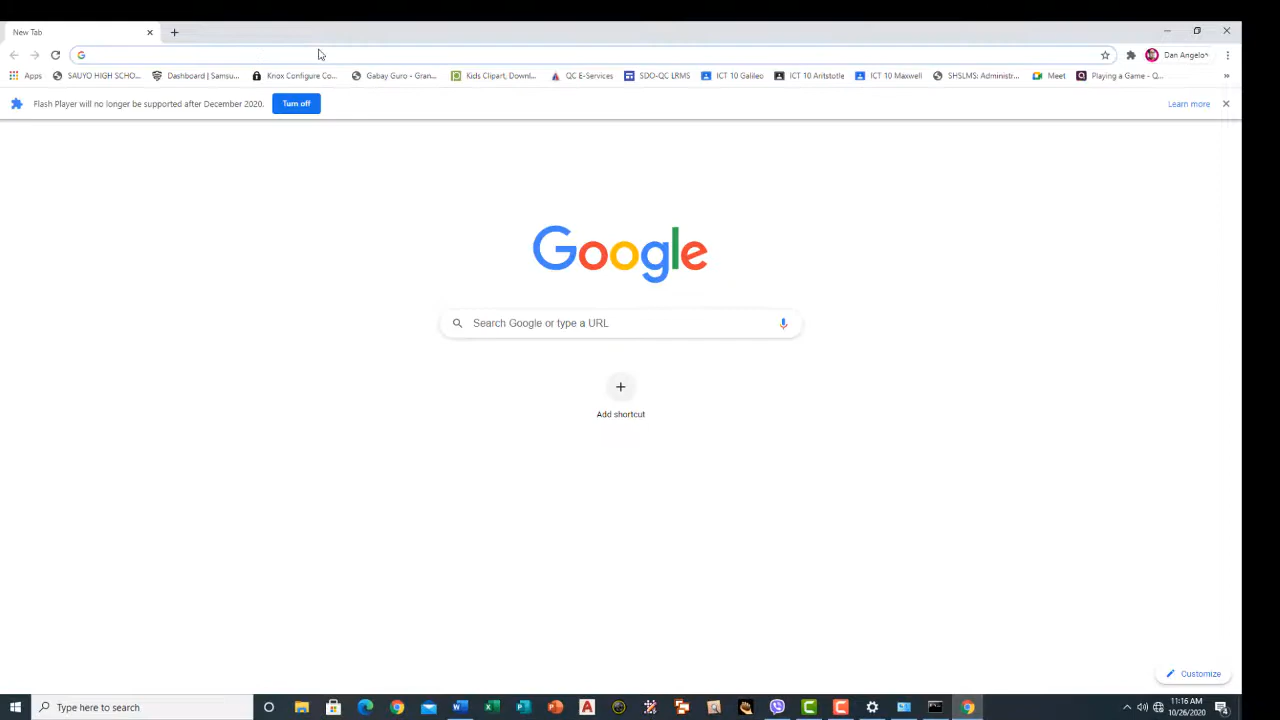 New Tab
Dan Angelo
Apps SAUYO HIGH SCHO... Dashboard | Samsu... Knox Configure Co... Gabay Guro - Gran... Kids Clipart, Downl... QC E-Services SDO-QC LRMS ICT 10 Galileo ICT 10 Aritstotle ICT 10 Maxwell SHSLMS: Administr... Meet Playing a Game - Q... »
Flash Player will no longer be supported after December 2020. Turn off Learn more
Google
Search Google or type a URL
Add shortcut
Customize
Type here to search
11:16 AM
10/26/2020